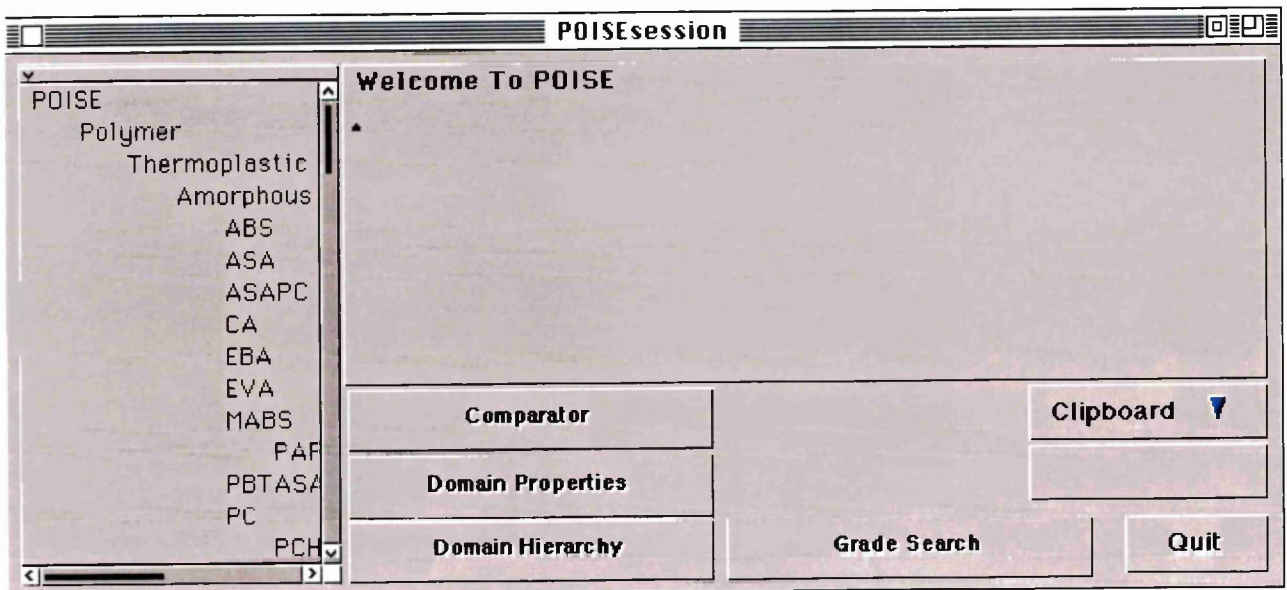 POISEsession
POISE
Polymer
Thermoplastic
Amorphous
ABS
ASA
ASAPC
CA
EBA
EVA
MABS
PBTASA
PC
PCH
Welcome To POISE
Comparator
Clipboard
Domain Properties
Domain Hierarchy
Grade Search
Quit